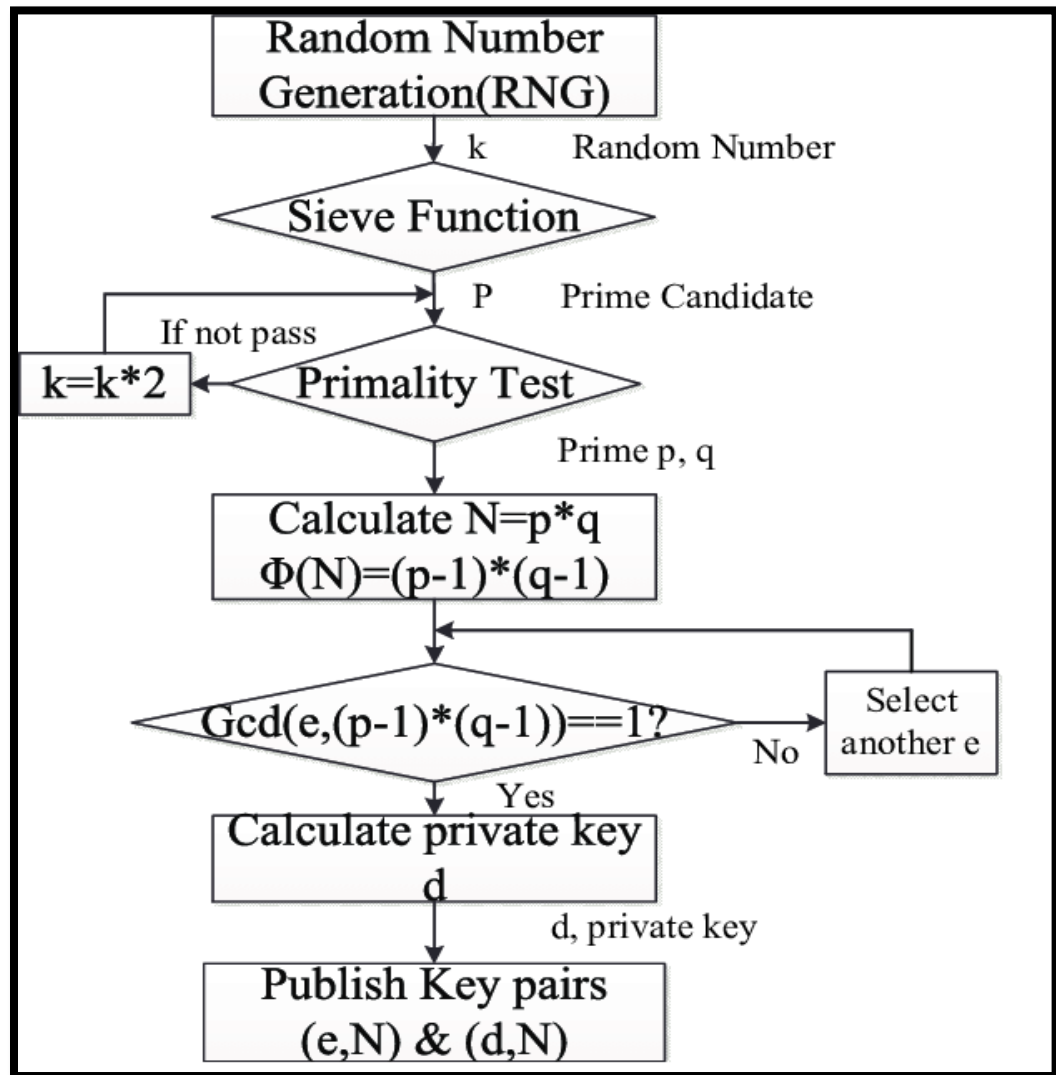 Random Number
Generation(RNG)
k Random Number
Sieve Function
P Prime Candidate
If not pass
k=k*2
Primality Test
Prime p, q
Calculate N=p*q
Φ(N)=(p-1)*(q-1)
Gcd(e,(p-1)*(q-1))==1?
No
Select
another e
Yes
Calculate private key
d
d, private key
Publish Key pairs
(e,N) & (d,N)